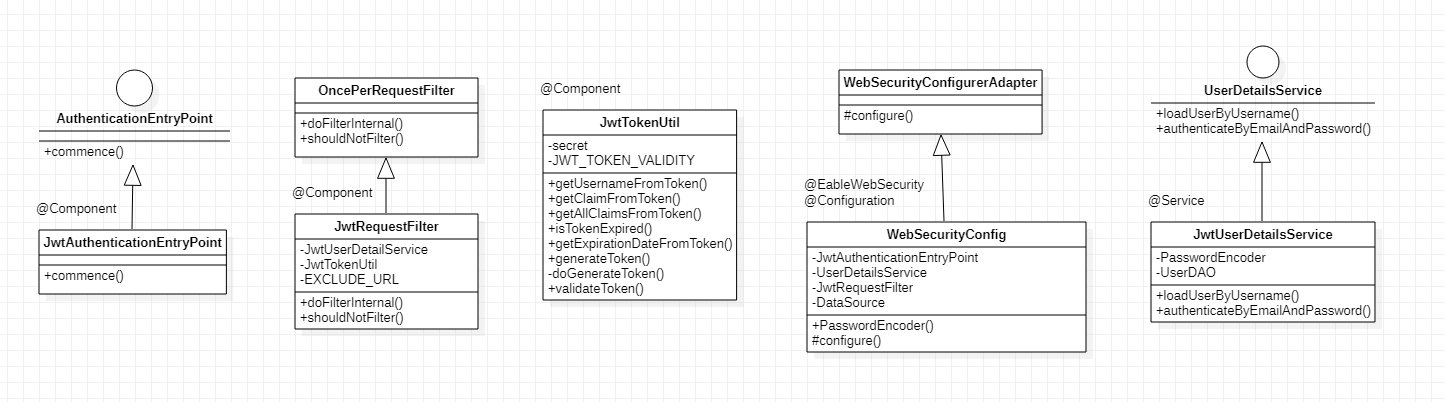 AuthenticationEntryPoint
+commence()
@Component
JwtAuthenticationEntryPoint
+commence()
OncePerRequestFilter
+doFilterInternal()
+shouldNotFilter()
@Component
JwtRequestFilter
-JwtUserDetailService
-JwtTokenUtil
-EXCLUDE_URL
+doFilterInternal()
+shouldNotFilter()
@Component
JwtTokenUtil
-secret
-JWT_TOKEN_VALIDITY
+getUsernameFromToken()
+getClaimFromToken()
+getAllClaimsFromToken()
+isTokenExpired()
+getExpirationDateFromToken()
+generateToken()
-doGenerateToken()
+validateToken()
WebSecurityConfigurerAdapter
#configure()
@EableWebSecurity
@Configuration
WebSecurityConfig
-JwtAuthenticationEntryPoint
-UserDetailsService
-JwtRequestFilter
-DataSource
+PasswordEncoder()
#configure()
UserDetailsService
+loadUserByUsername()
+authenticateByEmailAndPassword()
@Service
JwtUserDetailsService
-PasswordEncoder
-UserDAO
+loadUserByUsername()
+authenticateByEmailAndPassword()